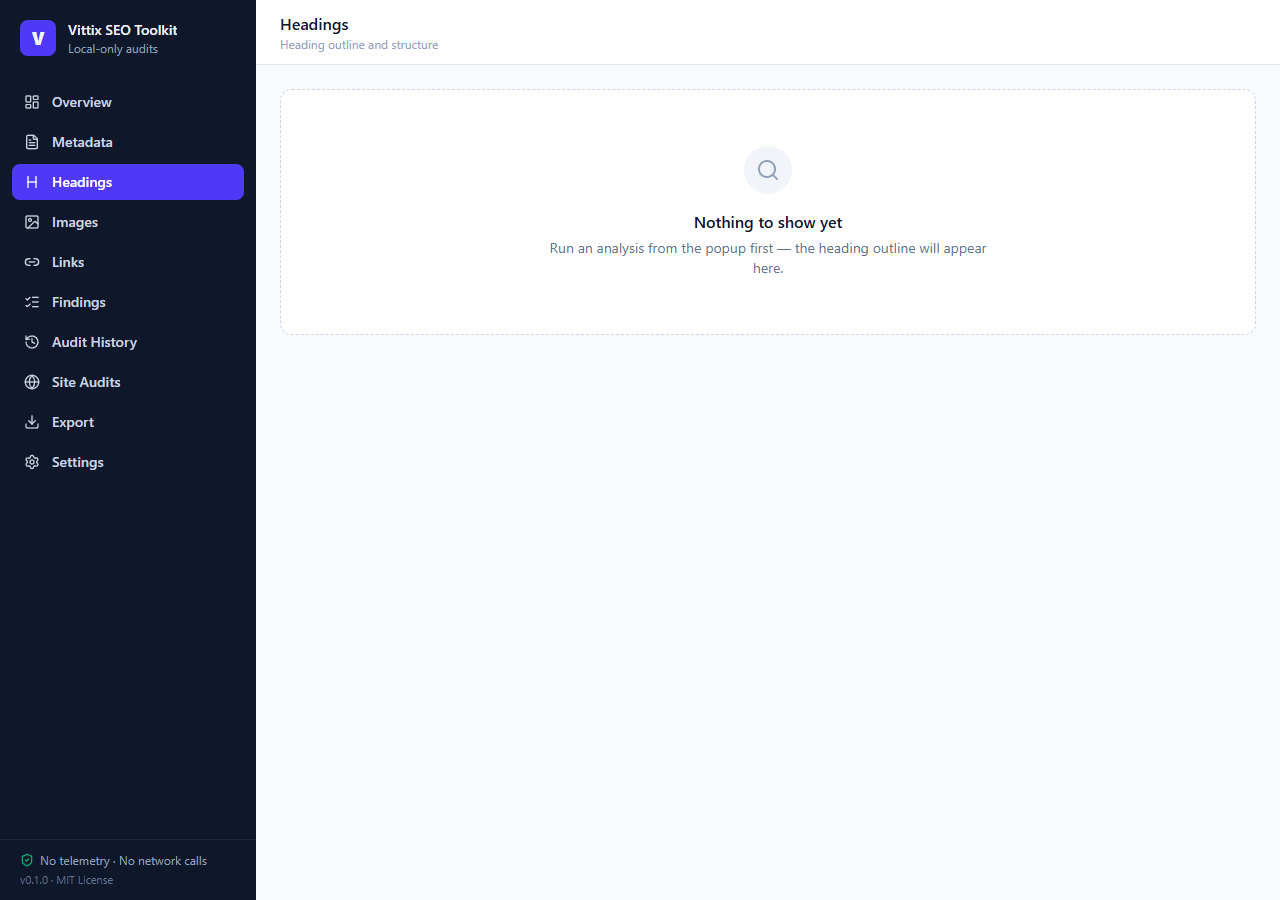 V
Vittix SEO Toolkit
Local-only audits
Overview
Metadata
Headings
Images
Links
Findings
Audit History
Site Audits
Export
Settings
No telemetry · No network calls
v0.1.0 · MIT License
Headings
Heading outline and structure
Nothing to show yet
Run an analysis from the popup first — the heading outline will appear
here.